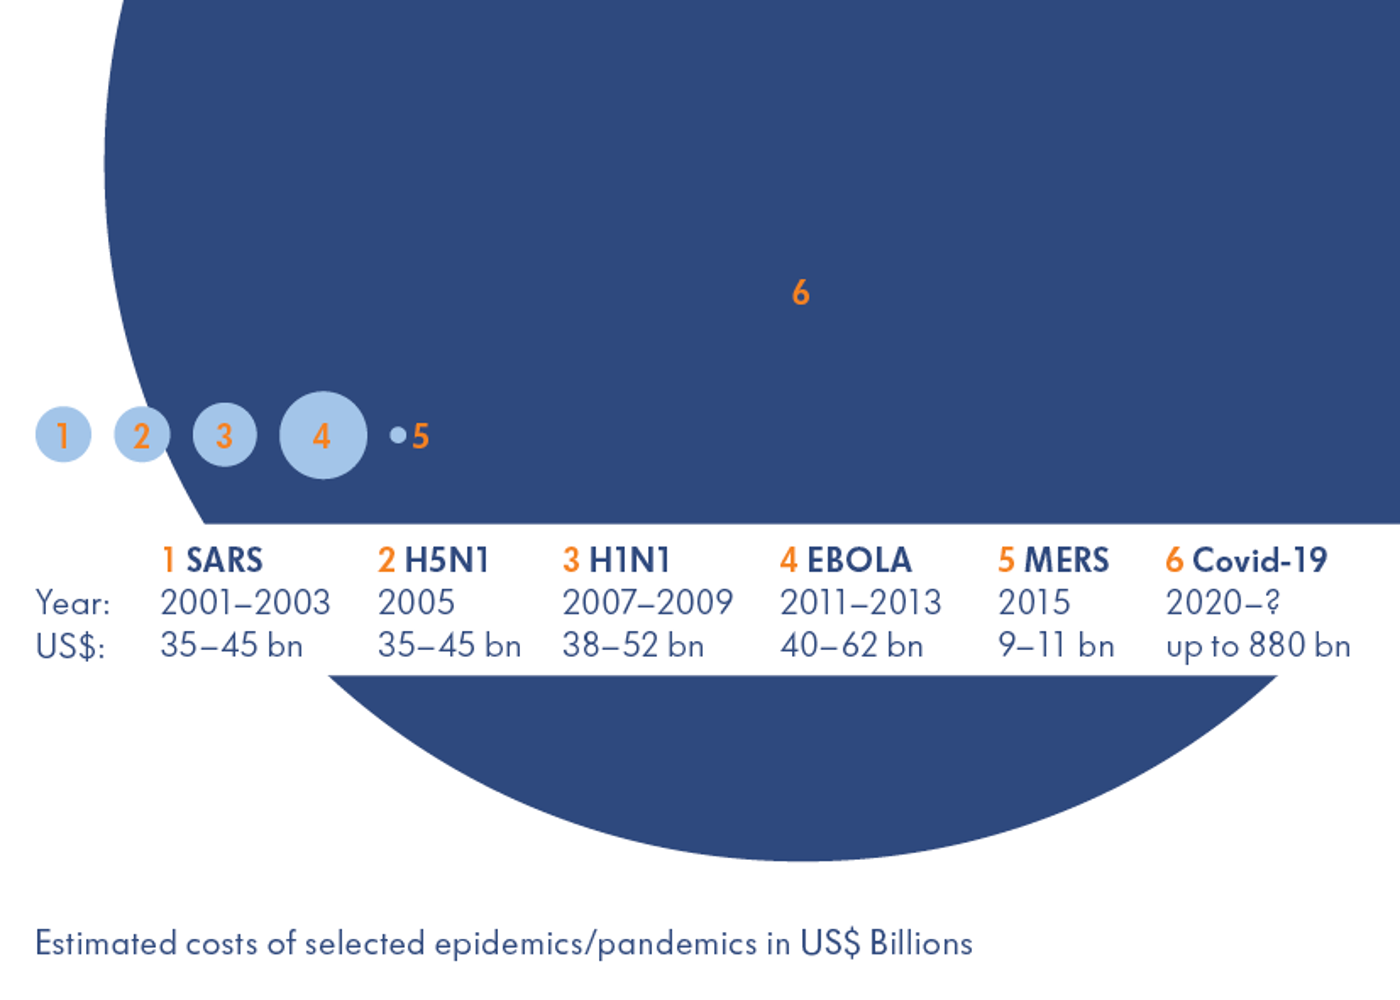 6
1 2 3 4 5
1 SARS 2 H5N1 3 H1N1 4 EBOLA 5 MERS 6 Covid-19
Year: 2001–2003 2005 2007–2009 2011–2013 2015 2020–?
US$: 35–45 bn 35–45 bn 38–52 bn 40–62 bn 9–11 bn up to 880 bn
Estimated costs of selected epidemics/pandemics in US$ Billions